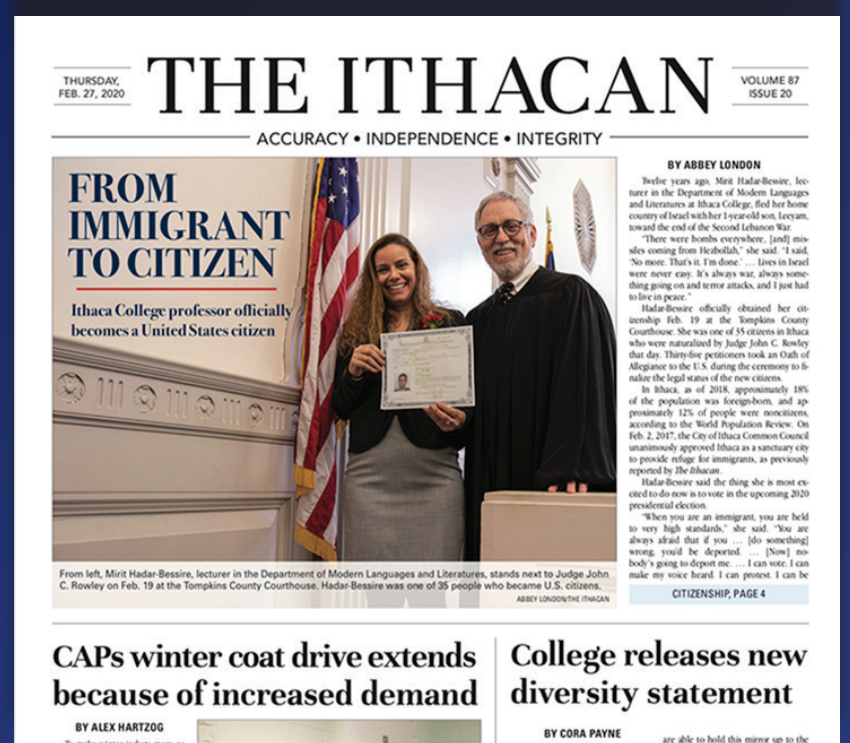 THURSDAY,
FEB. 27, 2020
THE ITHACAN
VOLUME 87
ISSUE 20
ACCURACY • INDEPENDENCE • INTEGRITY
FROM
IMMIGRANT
TO CITIZEN
Ithaca College professor officially
becomes a United States citizen
From left, Mirit Hadar-Bessire, lecturer in the Department of Modern Languages and Literatures, stands next to Judge John
C. Rowley on Feb. 19 at the Tompkins County Courthouse. Hadar-Bessire was one of 35 people who became U.S. citizens.
ABBEY LONDON/THE ITHACAN
BY ABBEY LONDON
Twelve years ago, Mirit Hadar-Bessire, lec-
turer in the Department of Modern Languages
and Literatures at Ithaca College, fled her home
country of Israel with her 1-year-old son, Leeyam,
toward the end of the Second Lebanon War.
"There were bombs everywhere, [and] mis-
siles coming from Hezbollah," she said. "I said,
'No more. That's it. I'm done.' … Lives in Israel
were never easy. It's always war, always some-
thing going on and terror attacks, and I just had
to live in peace."
Hadar-Bessire officially obtained her cit-
izenship Feb. 19 at the Tompkins County
Courthouse. She was one of 35 citizens in Ithaca
who were naturalized by Judge John C. Rowley
that day. Thirty-five petitioners took an Oath of
Allegiance to the U.S. during the ceremony to fi-
nalize the legal status of the new citizens.
In Ithaca, as of 2018, approximately 18%
of the population was foreign-born, and ap-
proximately 12% of people were noncitizens,
according to the World Population Review. On
Feb. 2, 2017, the City of Ithaca Common Council
unanimously approved Ithaca as a sanctuary city
to provide refuge for immigrants, as previously
reported by The Ithacan.
Hadar-Bessire said the thing she is most ex-
cited to do now is to vote in the upcoming 2020
presidential election.
"When you are an immigrant, you are held
to very high standards," she said. "You are
always afraid that if you … [do something]
wrong, you'd be deported. … [Now] no-
body's going to deport me. … I can vote. I can
make my voice heard. I can protest. I can be
CITIZENSHIP, PAGE 4
CAPs winter coat drive extends
because of increased demand
BY ALEX HARTZOG
College releases new
diversity statement
BY CORA PAYNE
are able to hold this mirror up to the